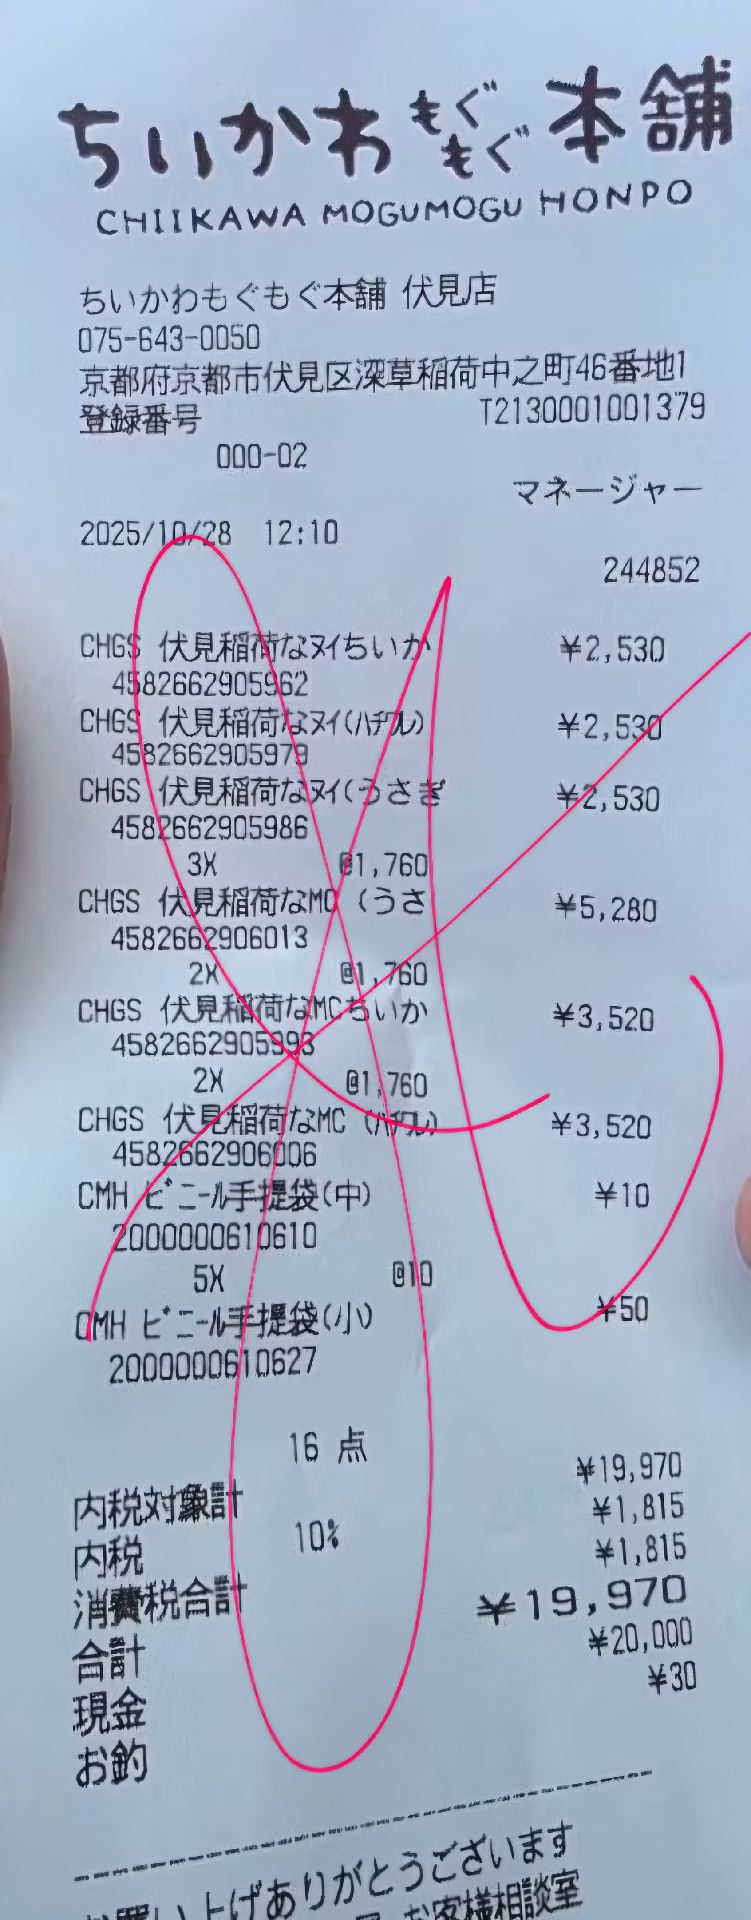 ちいかわもぐもぐ本舗
CHIIKAWA MOGUMOGU HONPO
ちいかわもぐもぐ本舗 伏見店
075-643-0050
京都府京都市伏見区深草稲荷中之町46番地1
登録番号 T2130001001379
000-02
マネージャー
2025/10/28 12:10
244852
CHGS 伏見稲荷なヌイちいか ¥2,530
4582662905962
CHGS 伏見稲荷なヌイ(ハチワレ) ¥2,530
4582662905979
CHGS 伏見稲荷なヌイ(うさぎ ¥2,530
4582662905986
3X @1,760
CHGS 伏見稲荷なMC (うさ ¥5,280
4582662906013
2X @1,760
CHGS 伏見稲荷なMCちいか ¥3,520
4582662905993
2X @1,760
CHGS 伏見稲荷なMC (ハチワレ) ¥3,520
4582662906006
CMH ビニール手提袋(中) ¥10
2000000610610
5X @10
CMH ビニール手提袋(小) ¥50
2000000610627
16 点
内税対象計 ¥19,970
内税 10% ¥1,815
消費税合計 ¥1,815
合計 ¥19,970
現金 ¥20,000
お釣 ¥30
お買い上げありがとうございます
お客様相談室